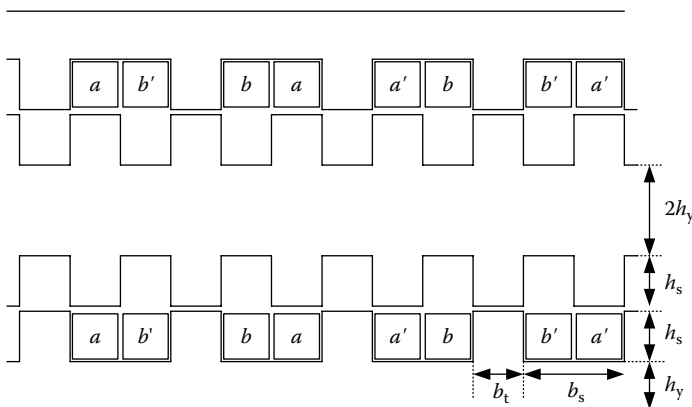 a b′ b a a′ b b′ a′
2hy
hs
a b' b a a′ b b′ a′
hs
bt bs hy